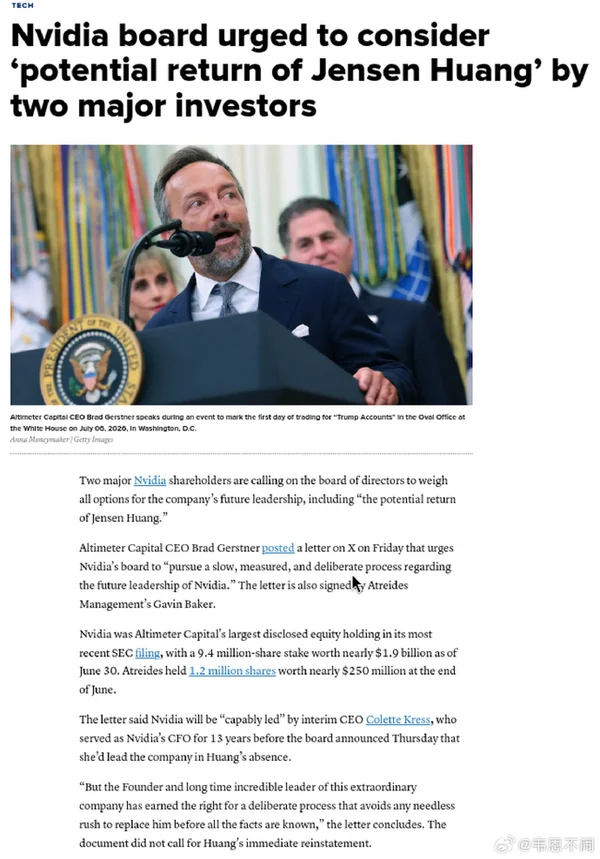 TECH
Nvidia board urged to consider
‘potential return of Jensen Huang’ by
two major investors
PRESIDENT OF THE UNITED
Altimeter Capital CEO Brad Gerstner speaks during an event to mark the first day of trading for "Trump Accounts" in the Oval Office at
the White House on July 06, 2026, in Washington, D.C.
Anna Moneymaker | Getty Images
Two major Nvidia shareholders are calling on the board of directors to weigh
all options for the company’s future leadership, including “the potential return
of Jensen Huang.”
Altimeter Capital CEO Brad Gerstner posted a letter on X on Friday that urges
Nvidia’s board to “pursue a slow, measured, and deliberate process regarding
the future leadership of Nvidia.” The letter is also signed by Atreides
Management’s Gavin Baker.
Nvidia was Altimeter Capital’s largest disclosed equity holding in its most
recent SEC filing, with a 9.4 million-share stake worth nearly $1.9 billion as of
June 30. Atreides held 1.2 million shares worth nearly $250 million at the end
of June.
The letter said Nvidia will be “capably led” by interim CEO Colette Kress, who
served as Nvidia’s CFO for 13 years before the board announced Thursday that
she’d lead the company in Huang’s absence.
“But the Founder and long time incredible leader of this extraordinary
company has earned the right for a deliberate process that avoids any needless
rush to replace him before all the facts are known,” the letter concludes. The
document did not call for Huang’s immediate reinstatement.
@韦恩不闻